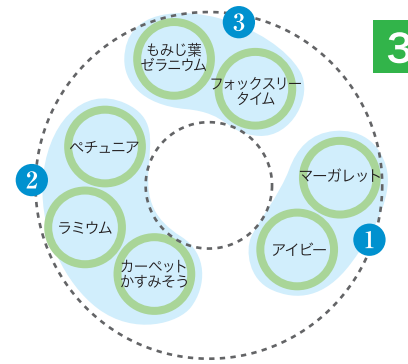 3
3
もみじ葉
ゼラニウム
フォックスリー
タイム
ペチュニア
マーガレット
2
ラミウム
1
アイビー
カーペット
かすみそう